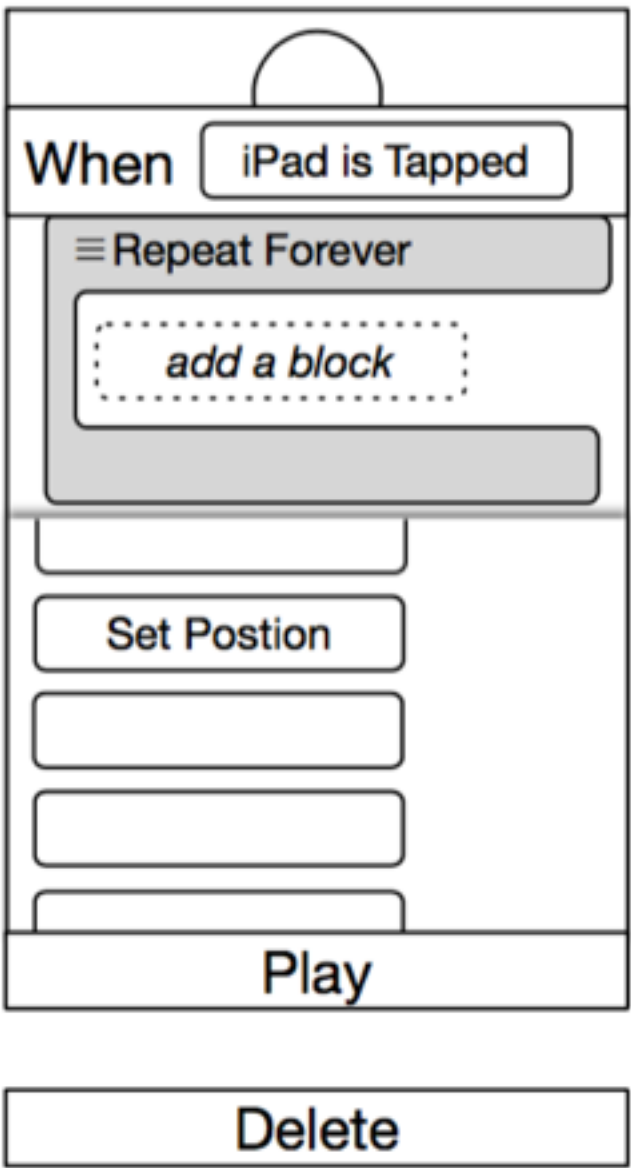 When iPad is Tapped
Repeat Forever
add a block
Set Postion
Play
Delete